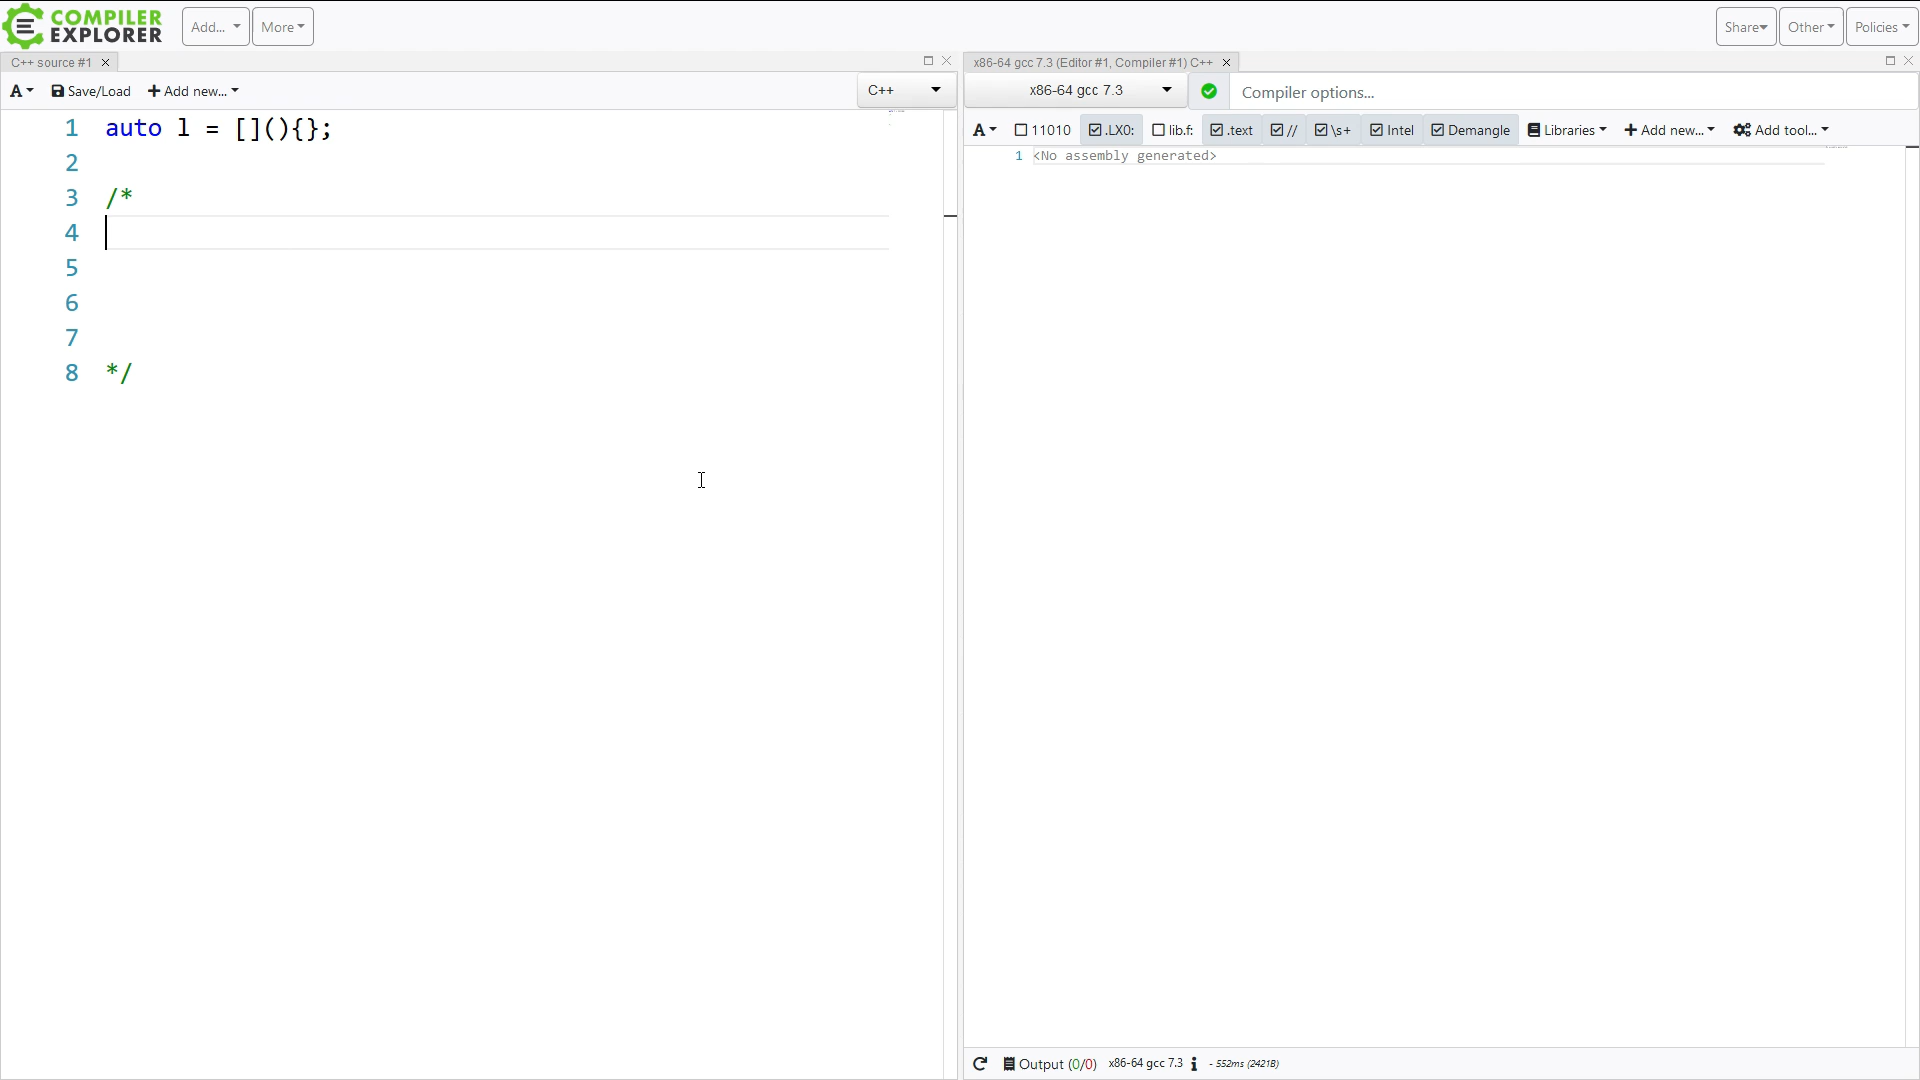 COMPILER
EXPLORER
Add...
More
Share
Other
Policies
C++ source #1
A
Save/Load
Add new...
C++
1 auto l = [](){};
2
3 /*
4
5
6
7
8 */
x86-64 gcc 7.3 (Editor #1, Compiler #1) C++
x86-64 gcc 7.3
Compiler options...
A 11010 .LX0: lib.f: .text // \s+ Intel Demangle Libraries Add new... Add tool...
1 <No assembly generated>
Output (0/0) x86-64 gcc 7.3 i - 552ms (2421B)